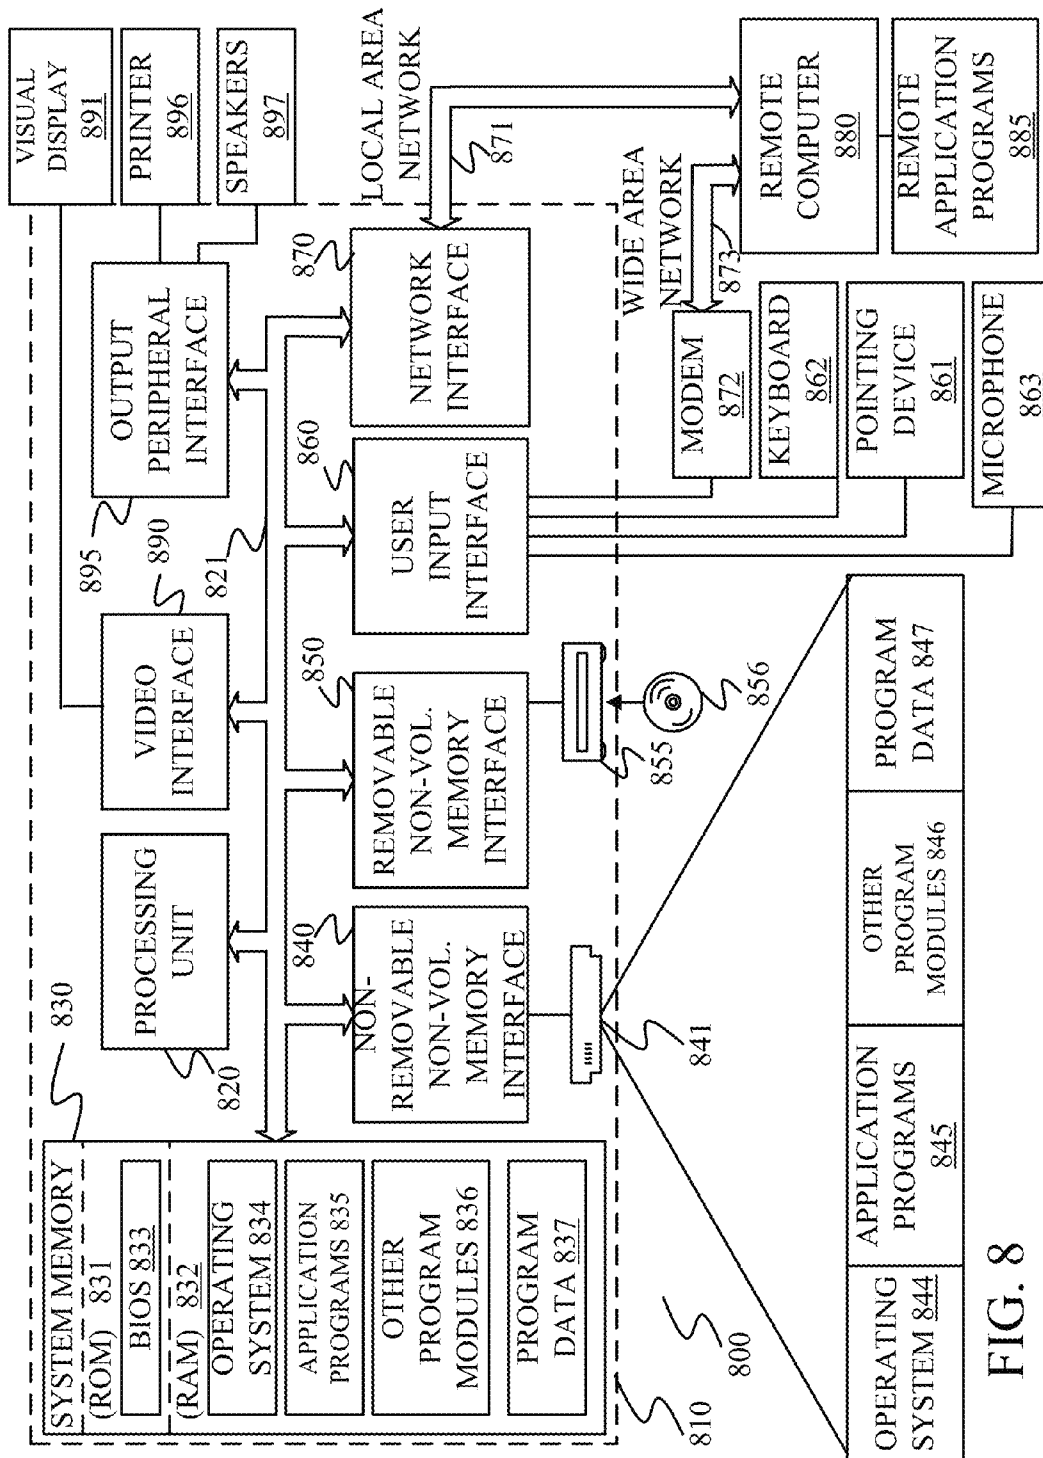 SYSTEM MEMORY
(ROM) 831
BIOS 833
(RAM) 832
OPERATING
SYSTEM 834
APPLICATION
PROGRAMS 835
OTHER
PROGRAM
MODULES 836
PROGRAM
DATA 837
830
PROCESSING
UNIT
820
VIDEO
INTERFACE
890
OUTPUT
PERIPHERAL
INTERFACE
895
821
VISUAL
DISPLAY
891
PRINTER
896
SPEAKERS
897
NON-
REMOVABLE
NON-VOL.
MEMORY
INTERFACE
840
REMOVABLE
NON-VOL.
MEMORY
INTERFACE
850
USER
INPUT
INTERFACE
860
NETWORK
INTERFACE
870
LOCAL AREA
NETWORK
871
810
800
841
855
856
WIDE AREA
NETWORK
873
MODEM
872
KEYBOARD
862
POINTING
DEVICE
861
MICROPHONE
863
REMOTE
COMPUTER
880
REMOTE
APPLICATION
PROGRAMS
885
OPERATING
SYSTEM 844
APPLICATION
PROGRAMS
845
OTHER
PROGRAM
MODULES 846
PROGRAM
DATA 847
FIG. 8